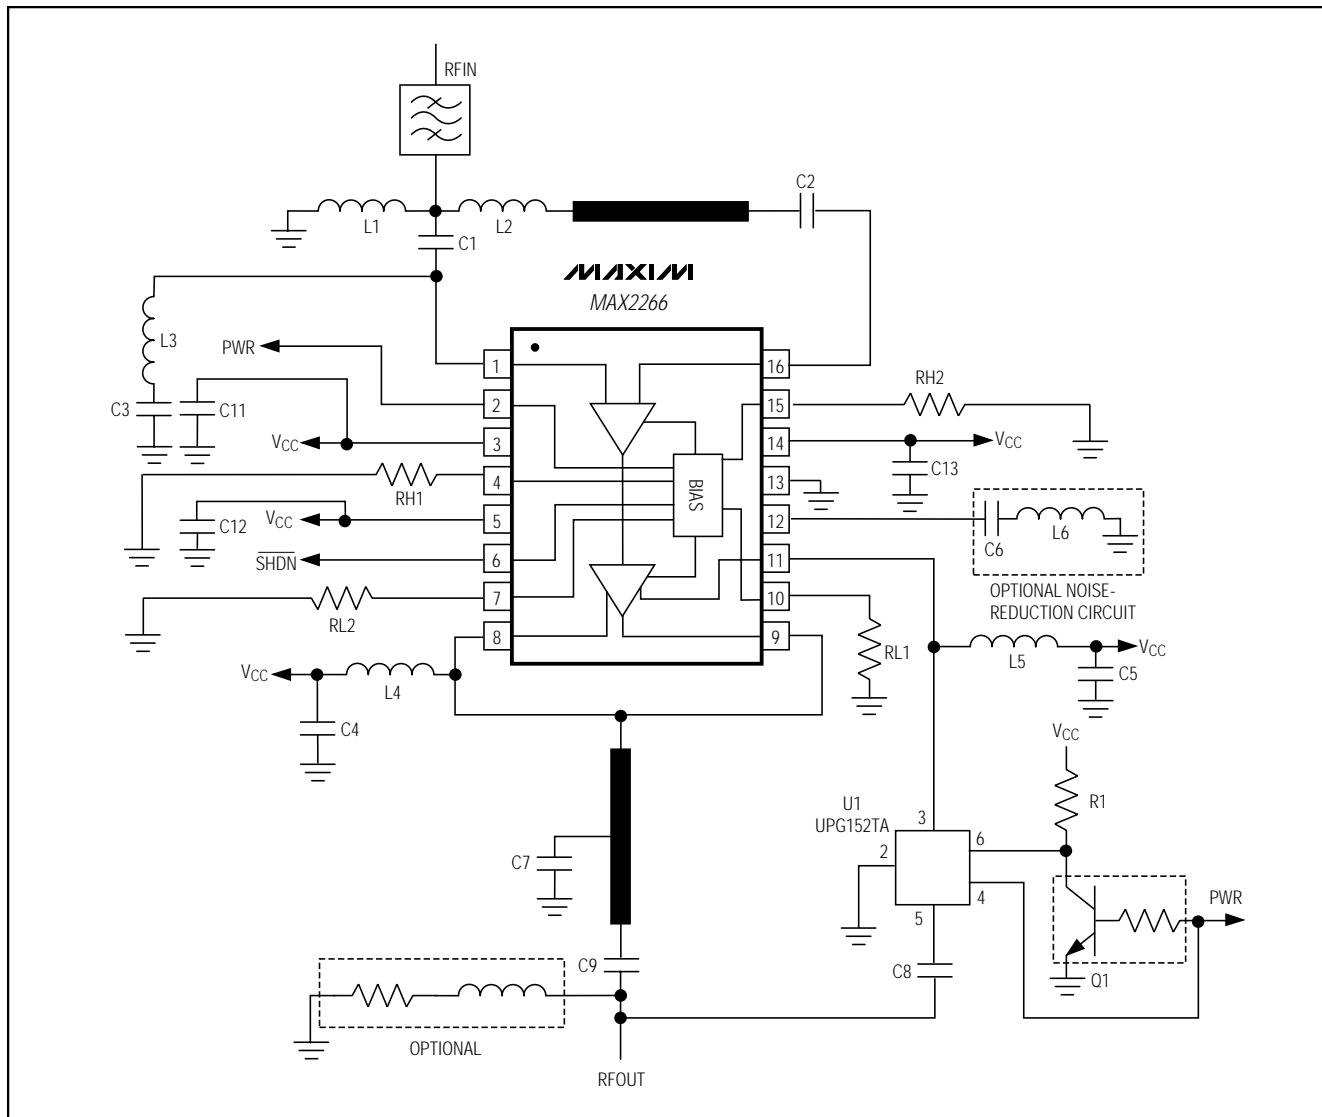 RFIN
C2
L1
L2
C1
MAXIM
MAX2266
L3
PWR
1
16
RH2
C3
C11
2
15
VCC
3
14
VCC
C13
RH1
4
13
BIAS
C12
VCC
5
12
C6
L6
SHDN
6
11
OPTIONAL NOISE-
REDUCTION CIRCUIT
RL2
7
10
8
9
RL1
VCC
L4
L5
VCC
C5
C4
VCC
U1
UPG152TA
3
R1
C7
2
6
4
PWR
5
C9
C8
Q1
OPTIONAL
RFOUT